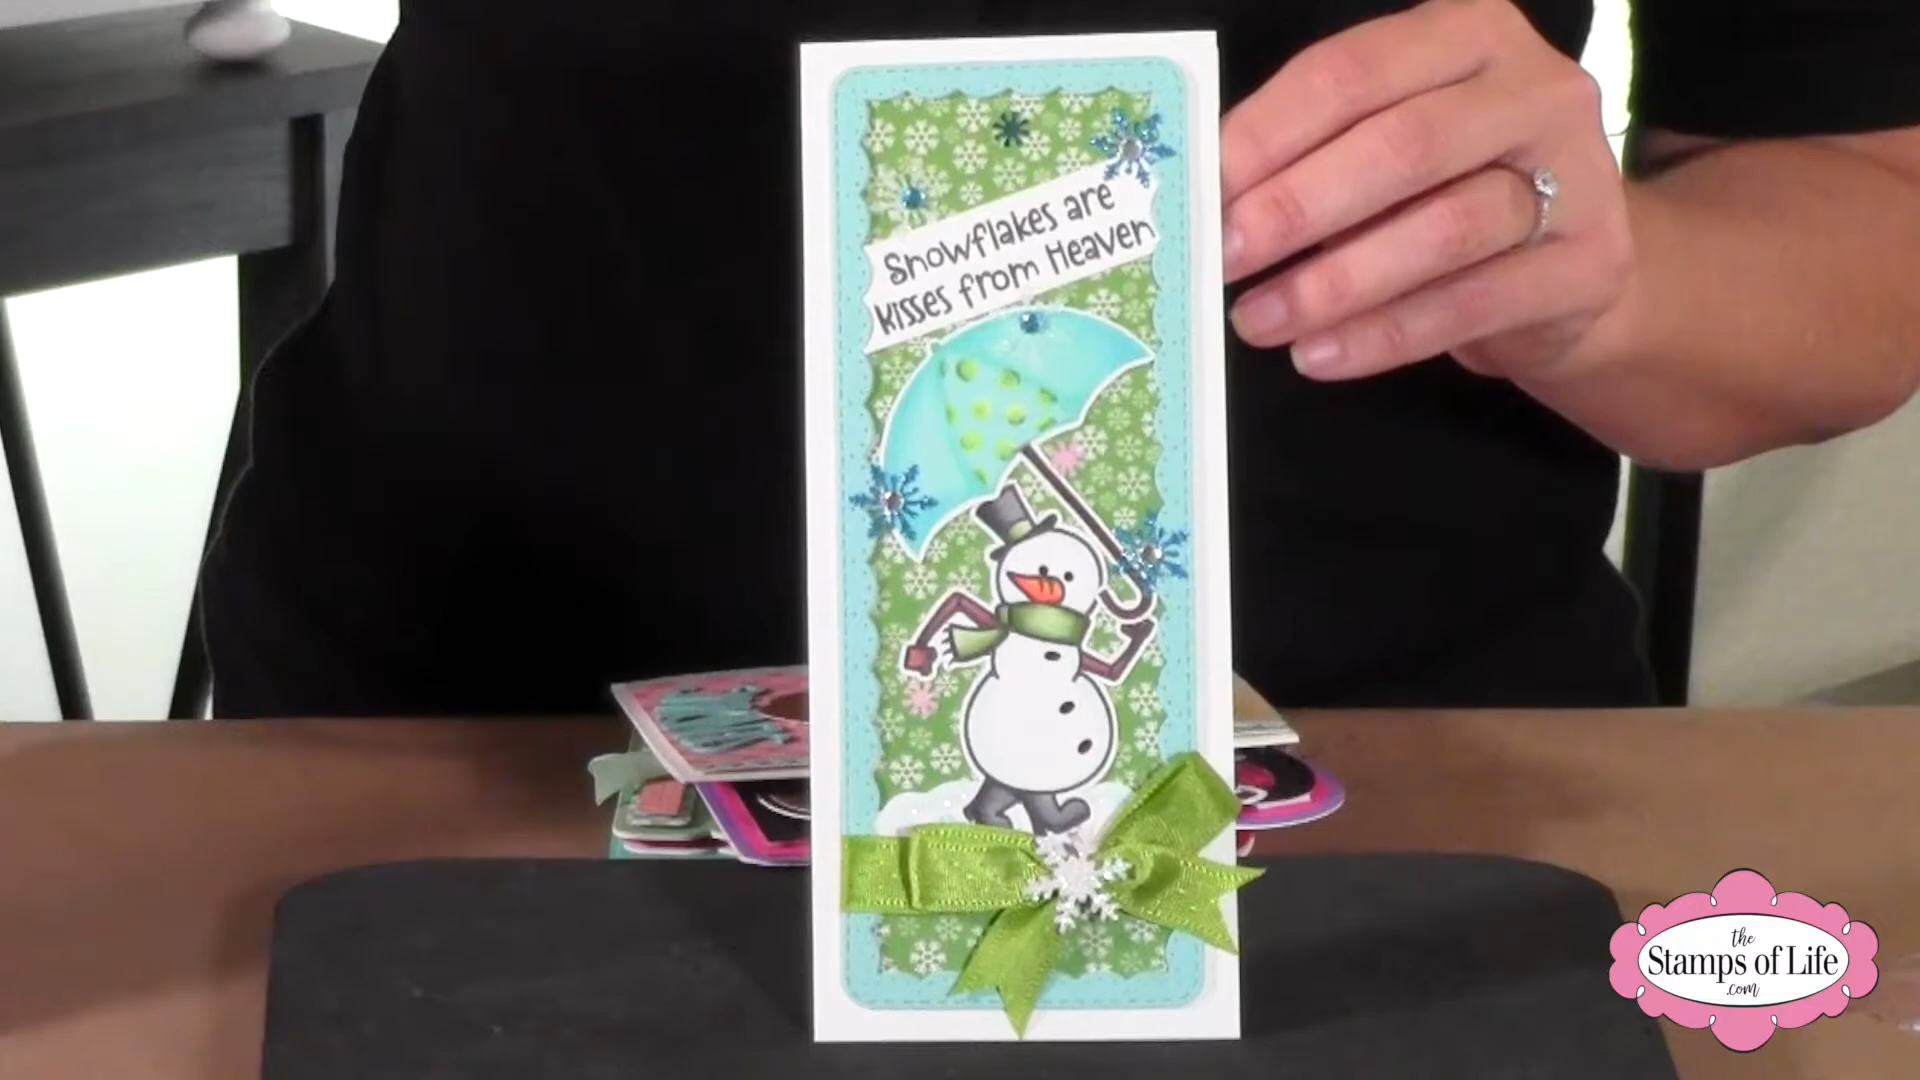 Snowflakes are
kisses from Heaven
the
Stamps of Life
.com